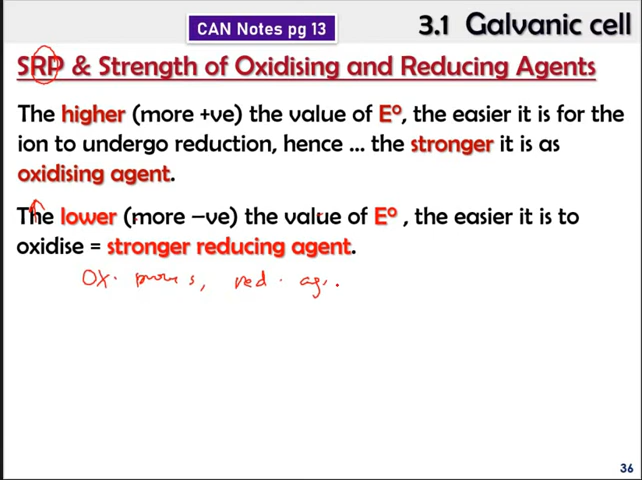 CAN Notes pg 13
3.1 Galvanic cell
SRP & Strength of Oxidising and Reducing Agents
The higher (more +ve) the value of Eº, the easier it is for the
ion to undergo reduction, hence ... the stronger it is as
oxidising agent.
The lower (more –ve) the value of Eº , the easier it is to
oxidise = stronger reducing agent.
Ox. red. ag.
36